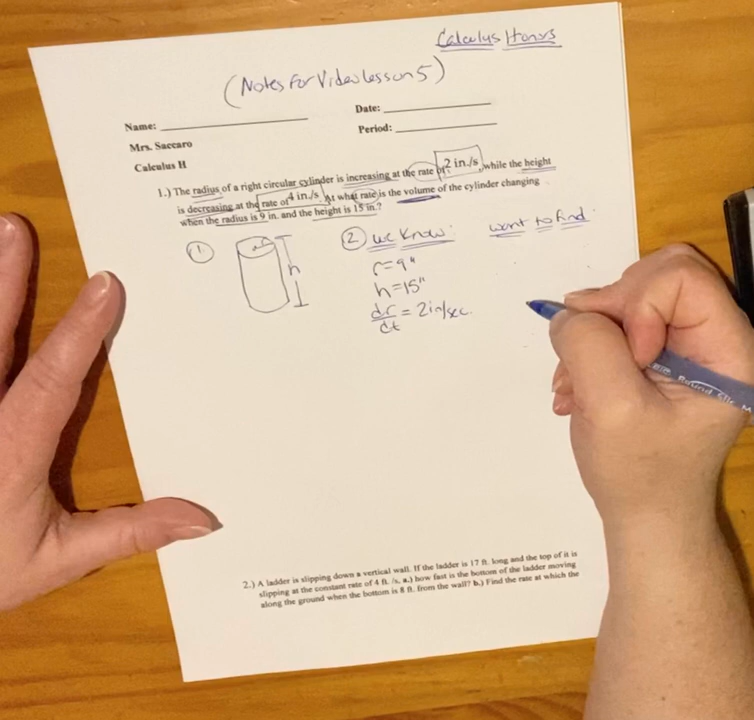 Calculus Honors
(Notes for Video lesson 5)
Name:
Date:
Mrs. Saccaro
Period:
Calculus H
1.) The radius of a right circular cylinder is increasing at the rate of 2 in./s, while the height
is decreasing at the rate of 4 in./s. At what rate is the volume of the cylinder changing
when the radius is 9 in. and the height is 15 in.?
① h
② we know: want to find:
r=9"
h=15"
dr/dt = 2in/sec.
BIC Round Stic M
2.) A ladder is slipping down a vertical wall. If the ladder is 17 ft. long and the top of it is
slipping at the constant rate of 4 ft. /s, a.) how fast is the bottom of the ladder moving
along the ground when the bottom is 8 ft. from the wall? b.) Find the rate at which the